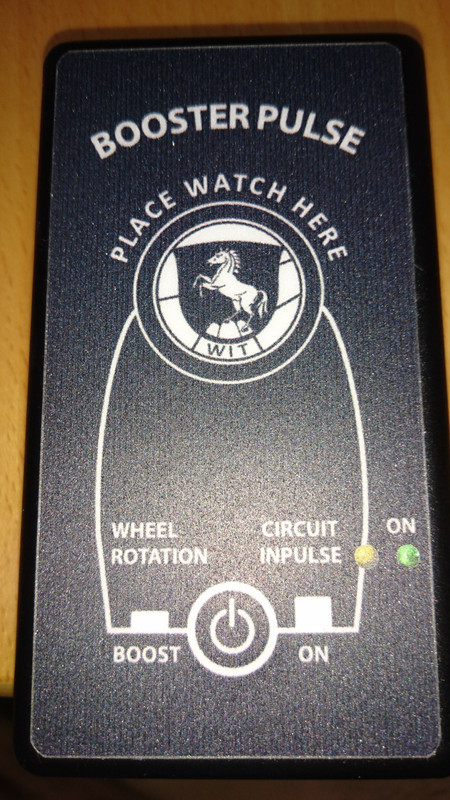 BOOSTER PULSE
PLACE WATCH HERE
WIT
WHEEL
ROTATION
CIRCUIT
INPULSE
ON
BOOST
ON